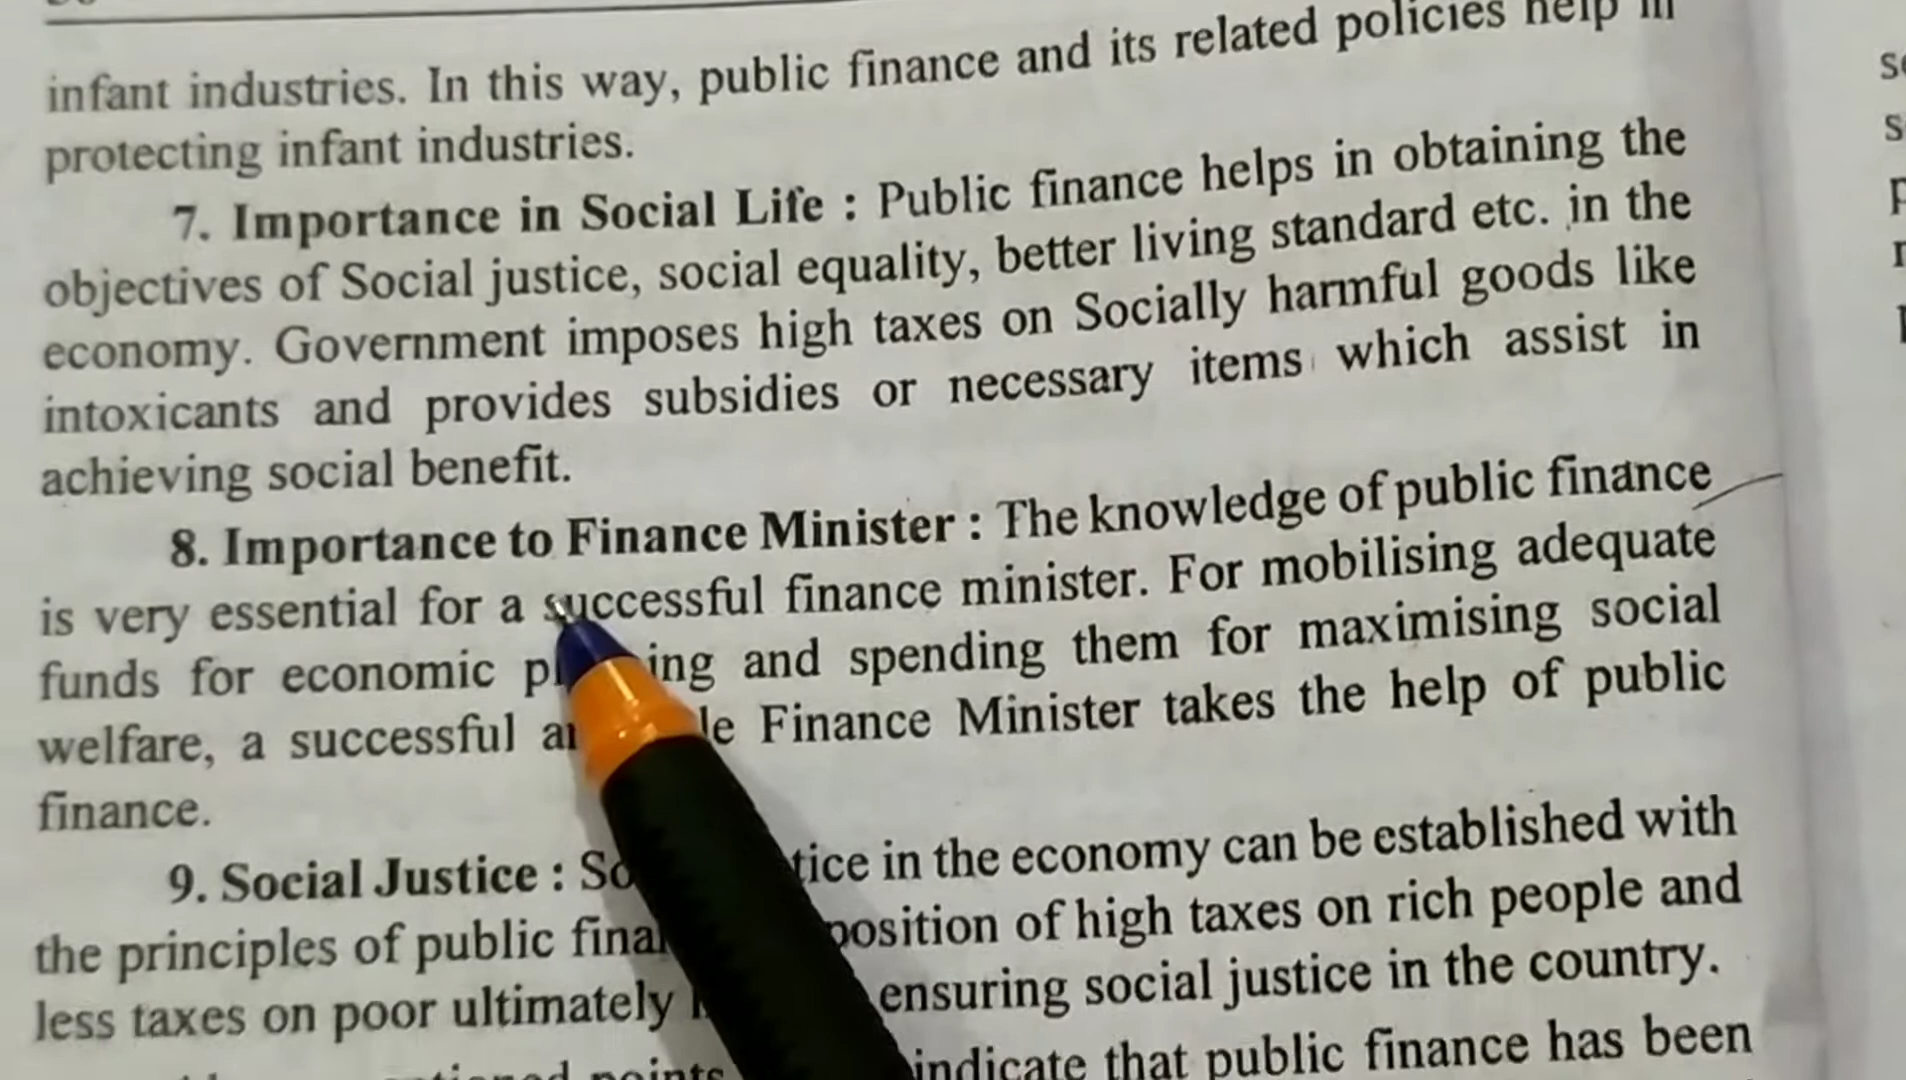 infant industries. In this way, public finance and its related policies help in
protecting infant industries.
7. Importance in Social Life : Public finance helps in obtaining the
objectives of Social justice, social equality, better living standard etc. in the
economy. Government imposes high taxes on Socially harmful goods like
intoxicants and provides subsidies or necessary items which assist in
achieving social benefit.
8. Importance to Finance Minister : The knowledge of public finance
is very essential for a successful finance minister. For mobilising adequate
funds for economic ing and spending them for maximising social
welfare, a successful Finance Minister takes the help of public
finance.
9. Social Justice : tice in the economy can be established with
the principles of public position of high taxes on rich people and
less taxes on poor ultimately ensuring social justice in the country.
points indicate that public finance has been